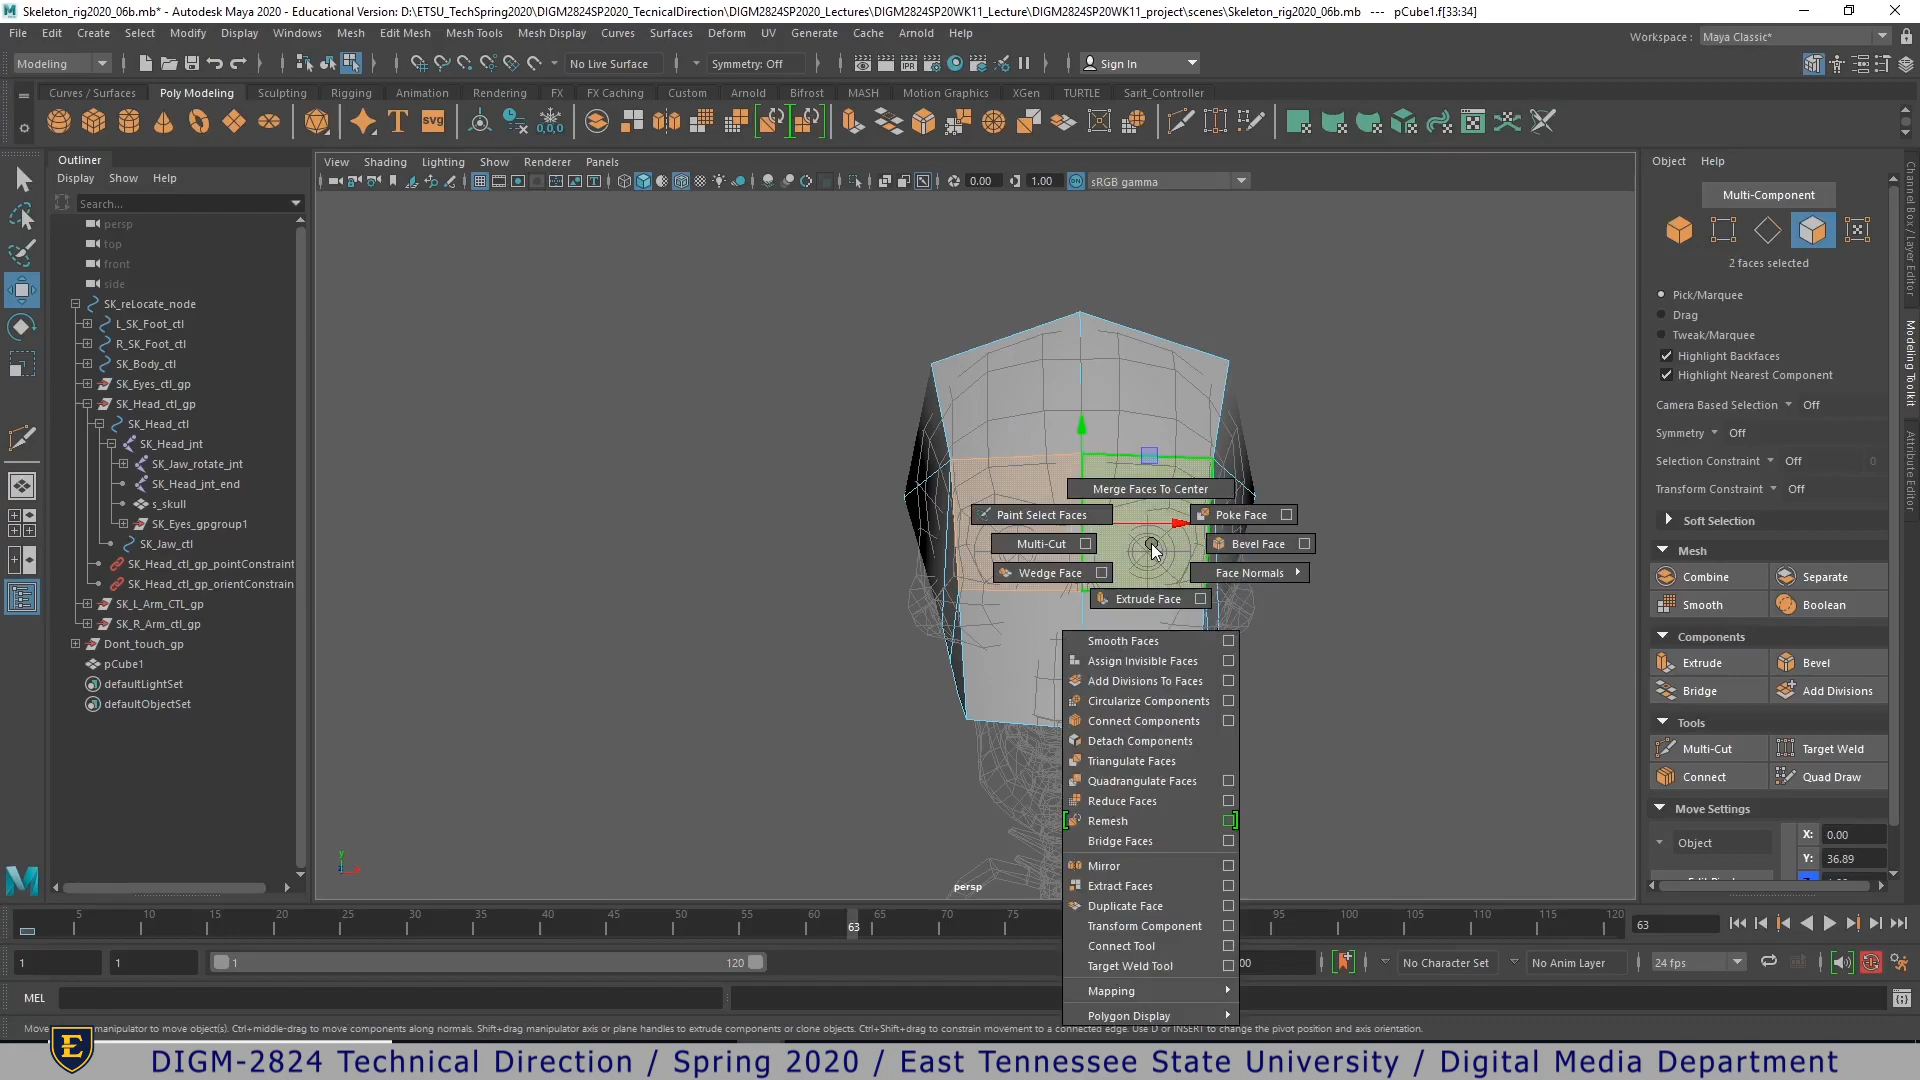 Skeleton_rig2020_06b.mb* - Autodesk Maya 2020 - Educational Version: D:\ETSU_TechSpring2020\DIGM2824SP2020_TecnicalDirection\DIGM2824SP2020_Lectures\DIGM2824SP20WK11_Lecture\DIGM2824SP20WK11_project\scenes\Skeleton_rig2020_06b.mb --- pCube1.f[33:34]
File Edit Create Select Modify Display Windows Mesh Edit Mesh Mesh Tools Mesh Display Curves Surfaces Deform UV Generate Cache Arnold Help
Workspace : Maya Classic*
Modeling No Live Surface Symmetry: Off Sign In
Curves / Surfaces Poly Modeling Sculpting Rigging Animation Rendering FX FX Caching Custom Arnold Bifrost MASH Motion Graphics XGen TURTLE Sarit_Controller
Outliner
Display Show Help
Search...
persp
top
front
side
SK_reLocate_node
L_SK_Foot_ctl
R_SK_Foot_ctl
SK_Body_ctl
SK_Eyes_ctl_gp
SK_Head_ctl_gp
SK_Head_ctl
SK_Head_jnt
SK_Jaw_rotate_jnt
SK_Head_jnt_end
s_skull
SK_Eyes_gpgroup1
SK_Jaw_ctl
SK_Head_ctl_gp_pointConstraint
SK_Head_ctl_gp_orientConstrain
SK_L_Arm_CTL_gp
SK_R_Arm_ctl_gp
Dont_touch_gp
pCube1
defaultLightSet
defaultObjectSet
View Shading Lighting Show Renderer Panels
0.00 1.00 sRGB gamma
Merge Faces To Center
Paint Select Faces
Poke Face
Multi-Cut
Bevel Face
Wedge Face
Face Normals
Extrude Face
Smooth Faces
Assign Invisible Faces
Add Divisions To Faces
Circularize Components
Connect Components
Detach Components
Triangulate Faces
Quadrangulate Faces
Reduce Faces
Remesh
Bridge Faces
Mirror
Extract Faces
Duplicate Face
Transform Component
Connect Tool
Target Weld Tool
Mapping
Polygon Display
y
persp
Object Help
Multi-Component
2 faces selected
Pick/Marquee
Drag
Tweak/Marquee
Highlight Backfaces
Highlight Nearest Component
Camera Based Selection Off
Symmetry Off
Selection Constraint Off 0
Transform Constraint Off
Soft Selection
Mesh
Combine Separate
Smooth Boolean
Components
Extrude Bevel
Bridge Add Divisions
Tools
Multi-Cut Target Weld
Connect Quad Draw
Move Settings
Object X: 0.00
Y: 36.89
Channel Box / Layer Editor
Modeling Toolkit
Attribute Editor
5 10 15 20 25 30 35 40 45 50 55 60 65 70 75 95 100 105 110 115 120
63
63
1 1 1 120 00 No Character Set No Anim Layer 24 fps
MEL
manipulator to move object(s). Ctrl+middle-drag to move components along normals. Shift+drag manipulator axis or plane handles to extrude components or clone objects. Ctrl+Shift+drag to constrain movement to a connected edge. Use D or INSERT to change the pivot position and axis orientation.
E DIGM-2824 Technical Direction / Spring 2020 / East Tennessee State University / Digital Media Department